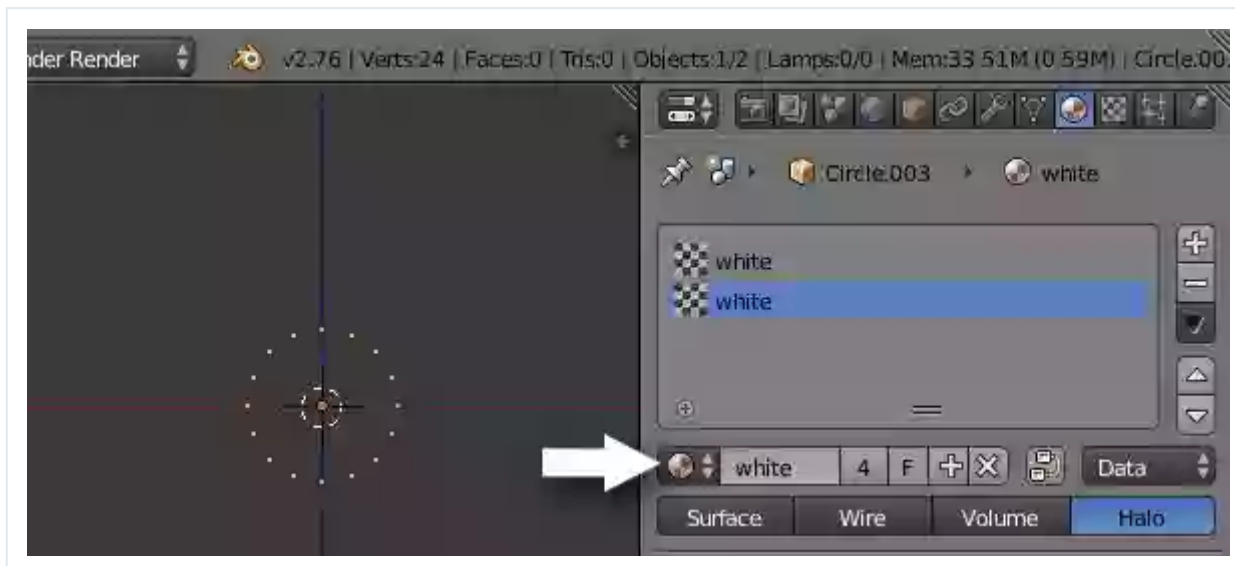 nder Render v2.76 | Verts:24 | Faces:0 | Tris:0 | Objects:1/2 | Lamps:0/0 | Mem:33.51M (0.59M) | Circle.00
Circle.003 white
white
white
white 4 F Data
Surface Wire Volume Halo